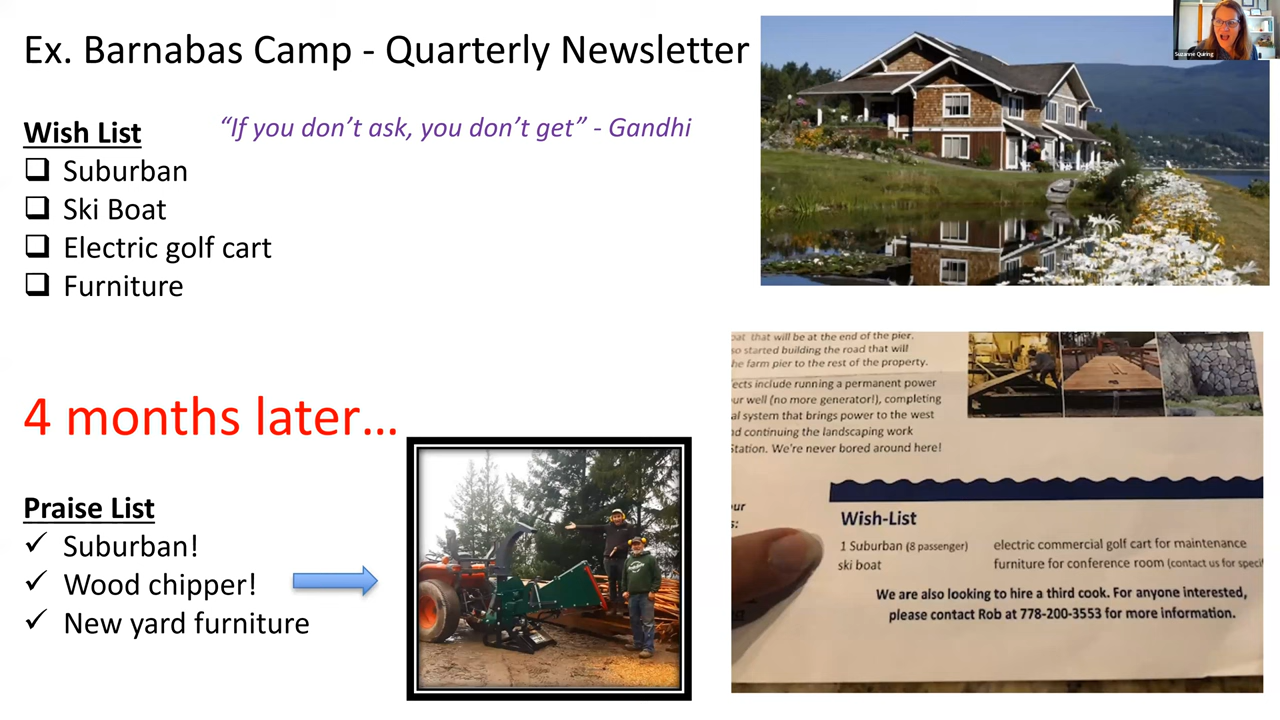 Ex. Barnabas Camp - Quarterly Newsletter
Suzanne Quiring
Wish List
“If you don’t ask, you don’t get” - Gandhi
Suburban
Ski Boat
Electric golf cart
Furniture
4 months later…
Praise List
Suburban!
Wood chipper!
New yard furniture
that will be at the end of the pier.
started building the road that will
farm pier to the rest of the property.
include running a permanent power
well (no more generator!), completing
system that brings power to the west
continuing the landscaping work
Station. We're never bored around here!
Wish-List
1 Suburban (8 passenger)
ski boat
electric commercial golf cart for maintenance
furniture for conference room (contact us for
We are also looking to hire a third cook. For anyone interested,
please contact Rob at 778-200-3553 for more information.